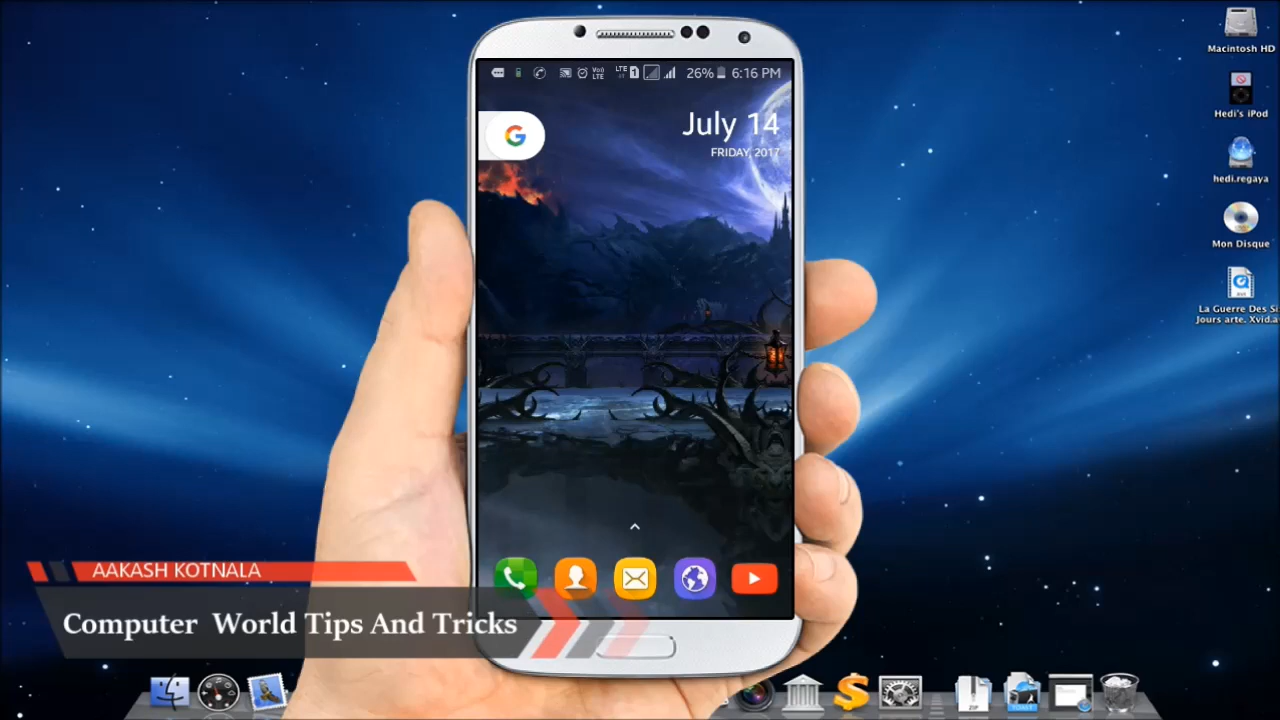 26% 6:16 PM
July 14
FRIDAY, 2017
Macintosh HD
Hedi's iPod
hedi.regaya
Mon Disque
La Guerre Des
Jours arte. Xvid.
AAKASH KOTNALA
Computer World Tips And Tricks